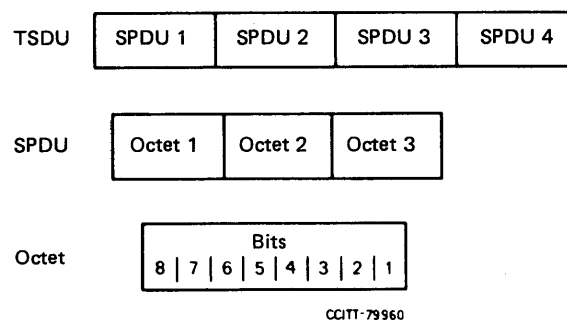 TSDU SPDU 1 SPDU 2 SPDU 3 SPDU 4
SPDU Octet 1 Octet 2 Octet 3
Bits
Octet 8 | 7 | 6 | 5 | 4 | 3 | 2 | 1
CCITT-79960